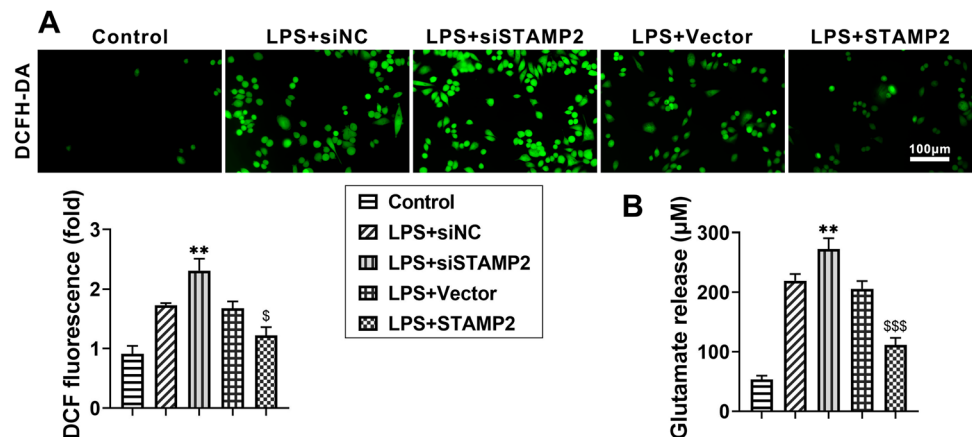 A
Control
LPS+siNC
LPS+siSTAMP2
LPS+Vector
LPS+STAMP2
DCFH-DA
100μm
DCF fluorescence (fold)
3
2
1
0
**
$
Control
LPS+siNC
LPS+siSTAMP2
LPS+Vector
LPS+STAMP2
B
Glutamate release (μM)
300
200
100
0
**
$$$